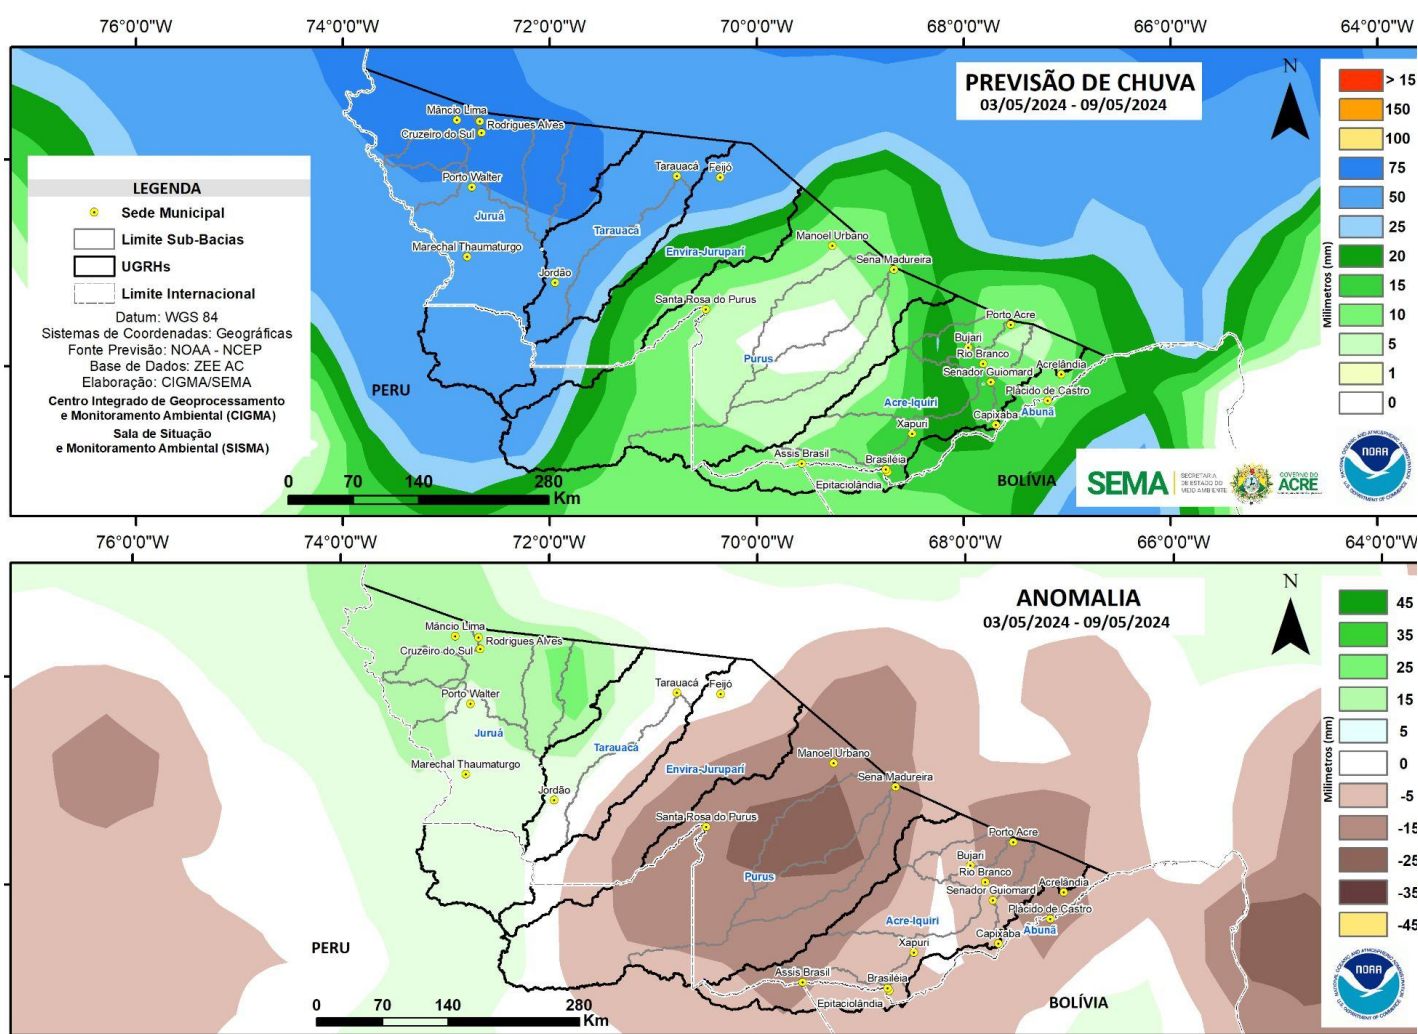 76°0'0"W 74°0'0"W 72°0'0"W 70°0'0"W 68°0'0"W 66°0'0"W 64°0'0"W
PREVISÃO DE CHUVA
03/05/2024 - 09/05/2024
N
> 15
150
100
75
50
25
20
15
10
5
1
0
Milímetros (mm)
LEGENDA
Sede Municipal
Limite Sub-Bacias
UGRHs
Limite Internacional
Datum: WGS 84
Sistemas de Coordenadas: Geográficas
Fonte Previsão: NOAA - NCEP
Base de Dados: ZEE AC
Elaboração: CIGMA/SEMA
Centro Integrado de Geoprocessamento
e Monitoramento Ambiental (CIGMA)
Sala de Situação
e Monitoramento Ambiental (SISMA)
Mâncio Lima
Rodrigues Alves
Cruzeiro do Sul
Porto Walter
Juruá
Marechal Thaumaturgo
Jordão
Tarauacá
Feijó
Tarauacá
Envira-Jurupari
Manoel Urbano
Sena Madureira
Santa Rosa do Purus
Purus
Porto Acre
Bujari
Rio Branco
Senador Guiomard
Acrelândia
Plácido de Castro
Abunã
Acre-Iquiri
Capixaba
Xapuri
Assis Brasil
Brasiléia
Epitaciolândia
PERU
BOLÍVIA
0 70 140 280
Km
SEMA
SECRETARIA
DE ESTADO DO
MEIO AMBIENTE
GOVERNO DO
ACRE
NOAA
76°0'0"W 74°0'0"W 72°0'0"W 70°0'0"W 68°0'0"W 66°0'0"W 64°0'0"W
ANOMALIA
03/05/2024 - 09/05/2024
N
45
35
25
15
5
0
-5
-15
-25
-35
-45
Milímetros (mm)
Mâncio Lima
Rodrigues Alves
Cruzeiro do Sul
Porto Walter
Juruá
Marechal Thaumaturgo
Jordão
Tarauacá
Feijó
Tarauacá
Envira-Jurupari
Manoel Urbano
Sena Madureira
Santa Rosa do Purus
Purus
Porto Acre
Bujari
Rio Branco
Senador Guiomard
Acrelândia
Plácido de Castro
Abunã
Acre-Iquiri
Capixaba
Xapuri
Assis Brasil
Brasiléia
Epitaciolândia
PERU
BOLÍVIA
0 70 140 280
Km
NOAA